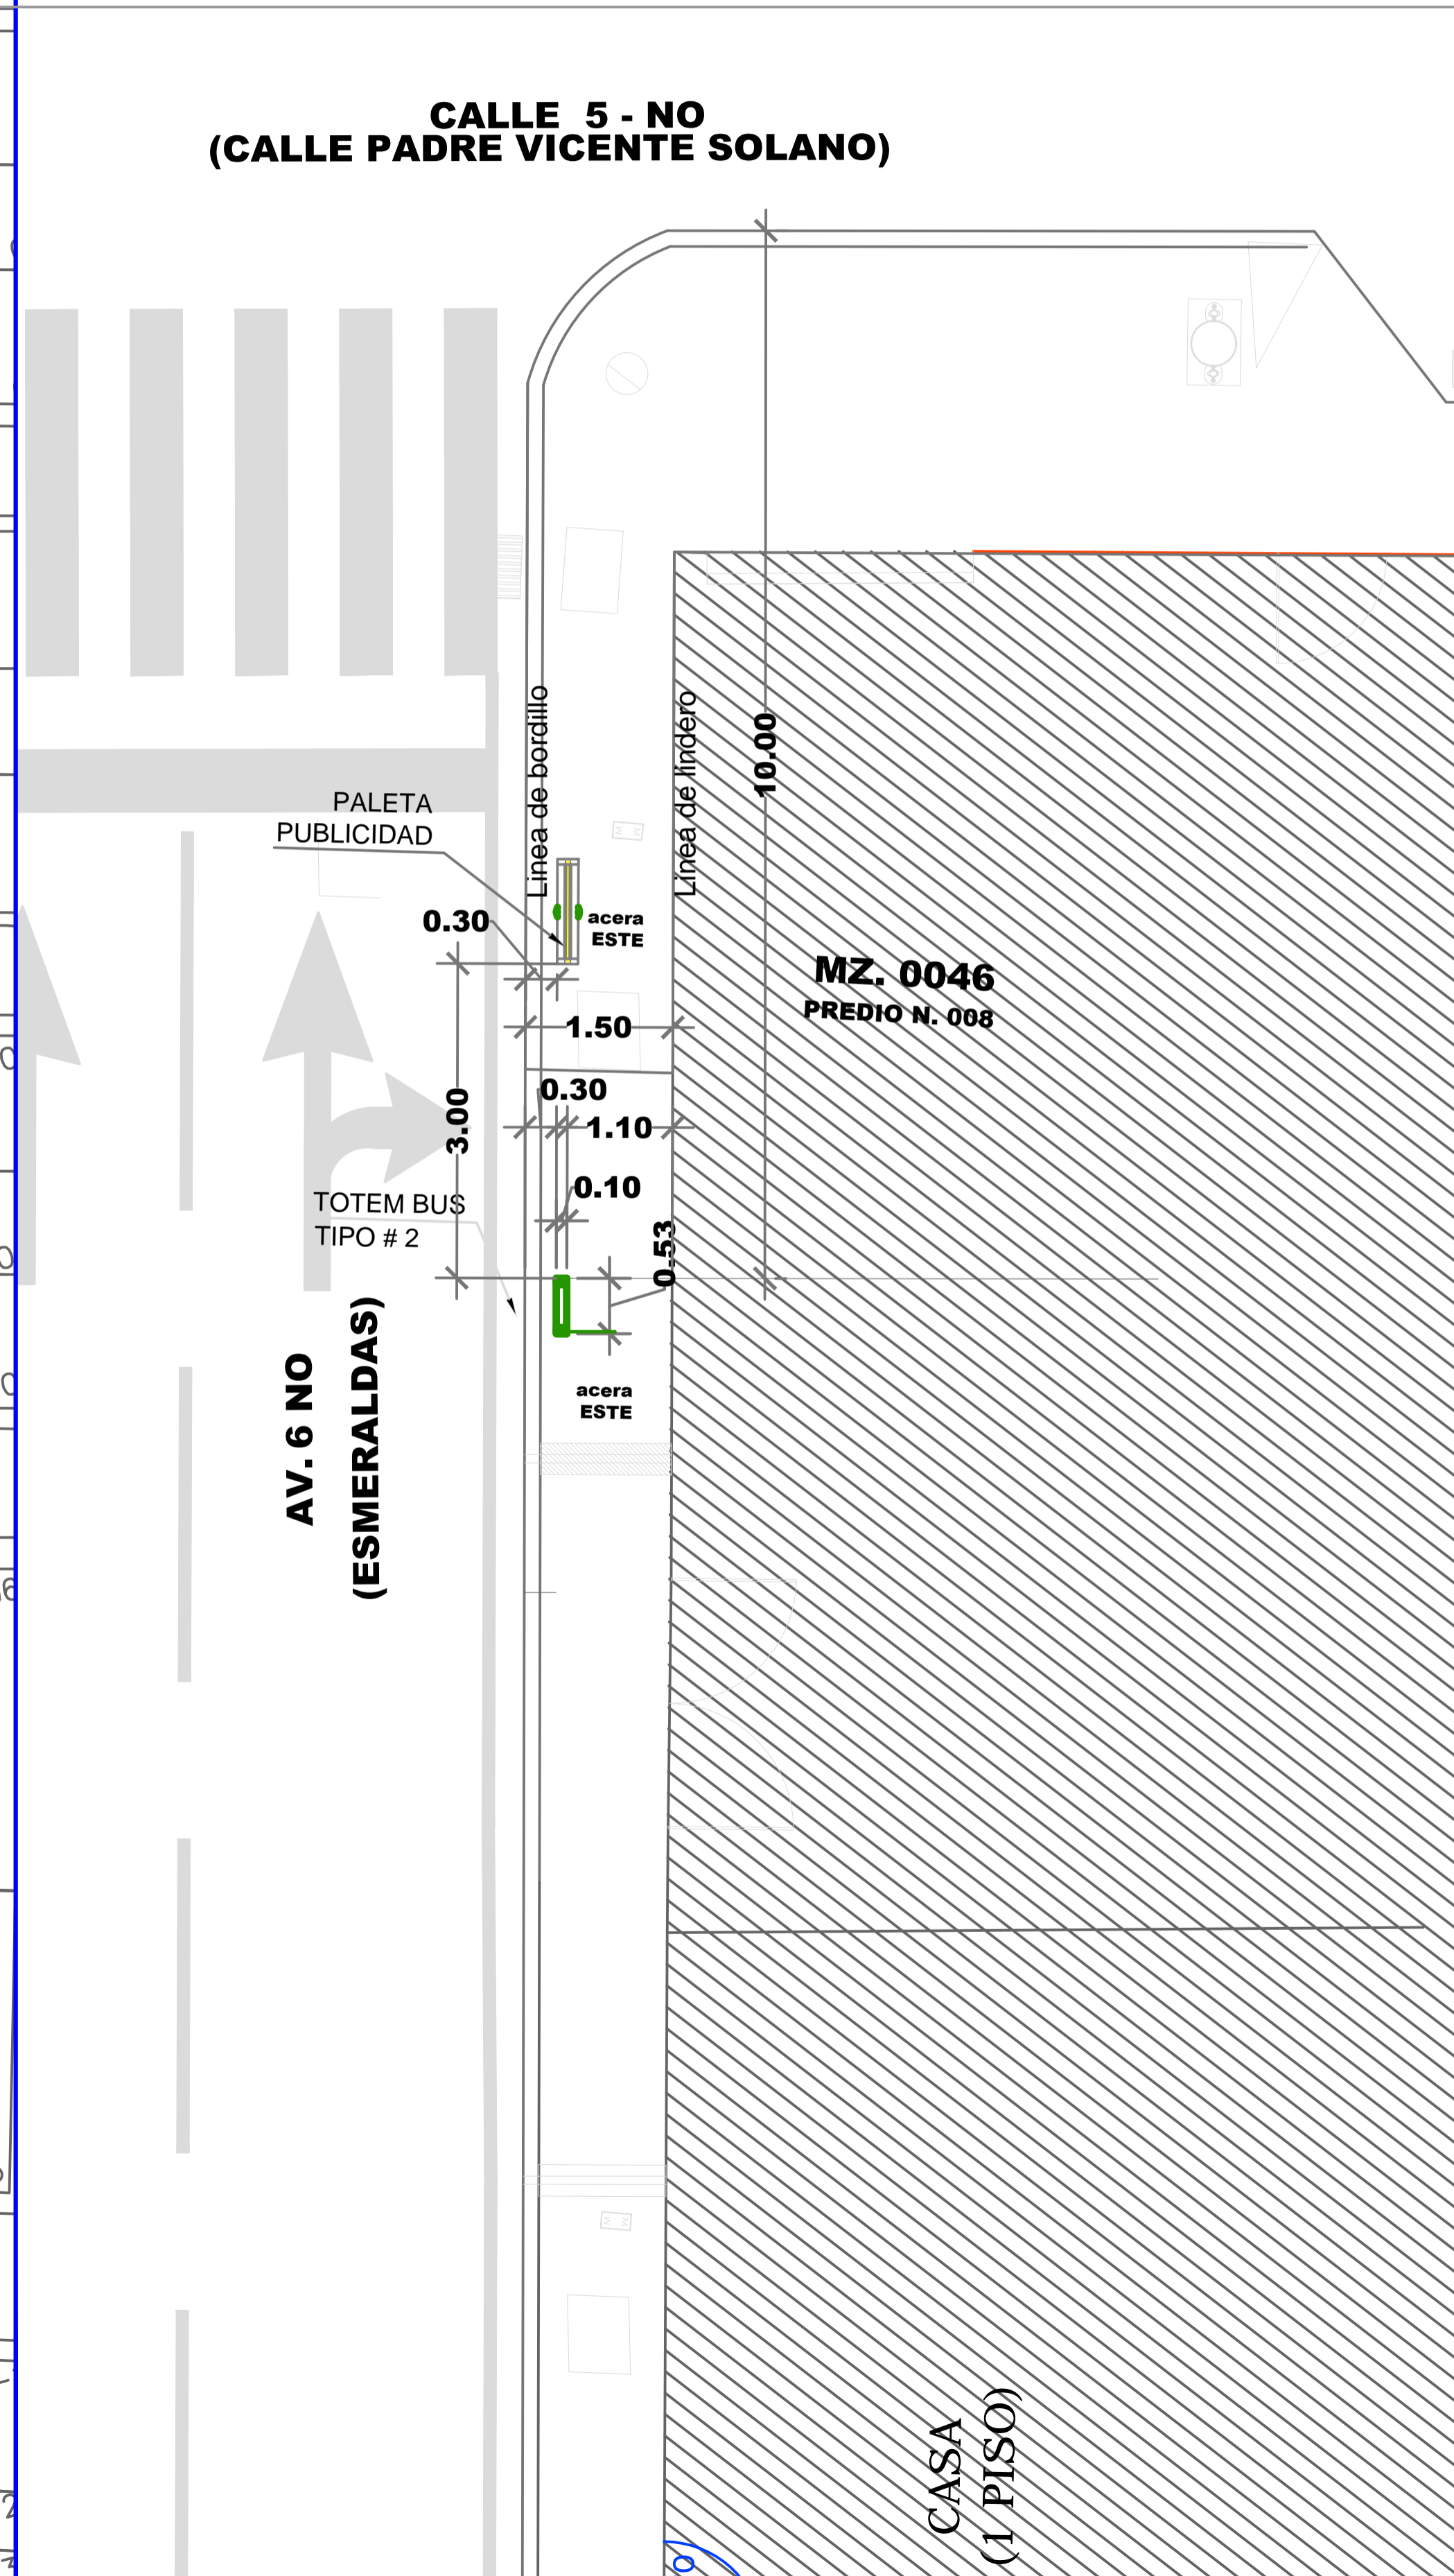 CALLE 5 - NO
(CALLE PADRE VICENTE SOLANO)
Linea de bordillo
Linea de lindero
10.00
PALETA
PUBLICIDAD
0.30
acera
ESTE
MZ. 0046
PREDIO N. 008
1.50
0.30
3.00
1.10
0.10
TOTEM BUS
TIPO # 2
0.53
AV. 6 NO
(ESMERALDAS)
acera
ESTE
M M
M M
CASA
(1 PISO)